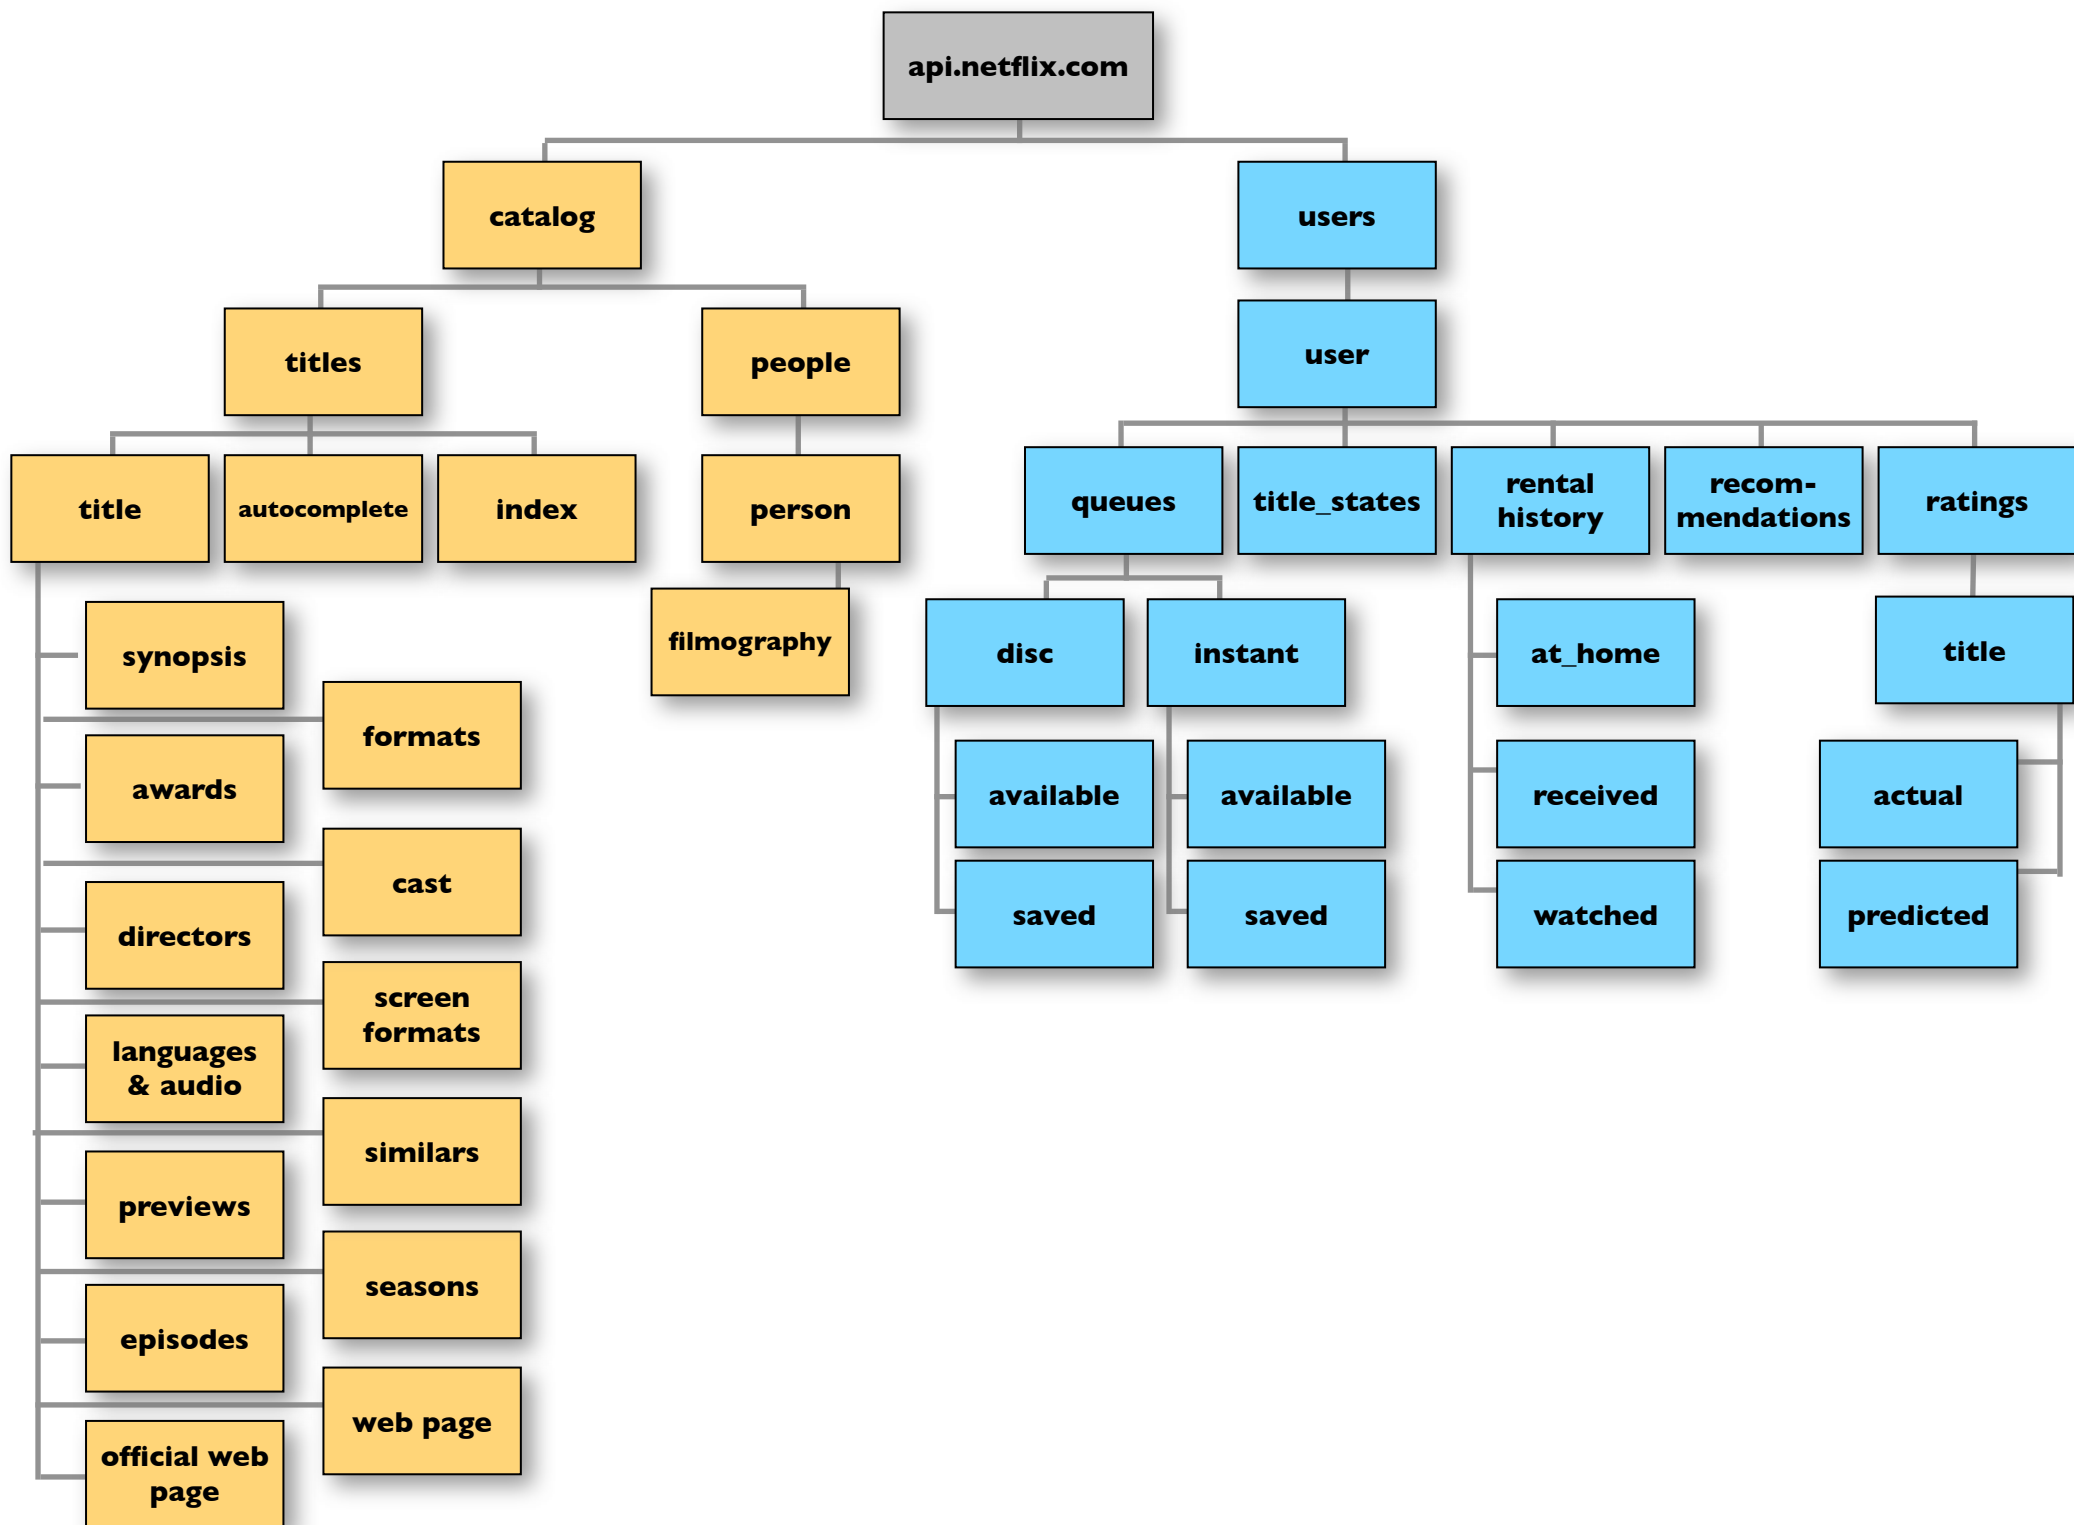 api.netflix.com
catalog
users
titles
people
user
title
autocomplete
index
person
queues
title_states
rental
history
recom-
mendations
ratings
synopsis
formats
awards
cast
directors
screen
formats
languages
& audio
similars
previews
seasons
episodes
web page
official web
page
filmography
disc
instant
at_home
title
available
available
received
actual
saved
saved
watched
predicted